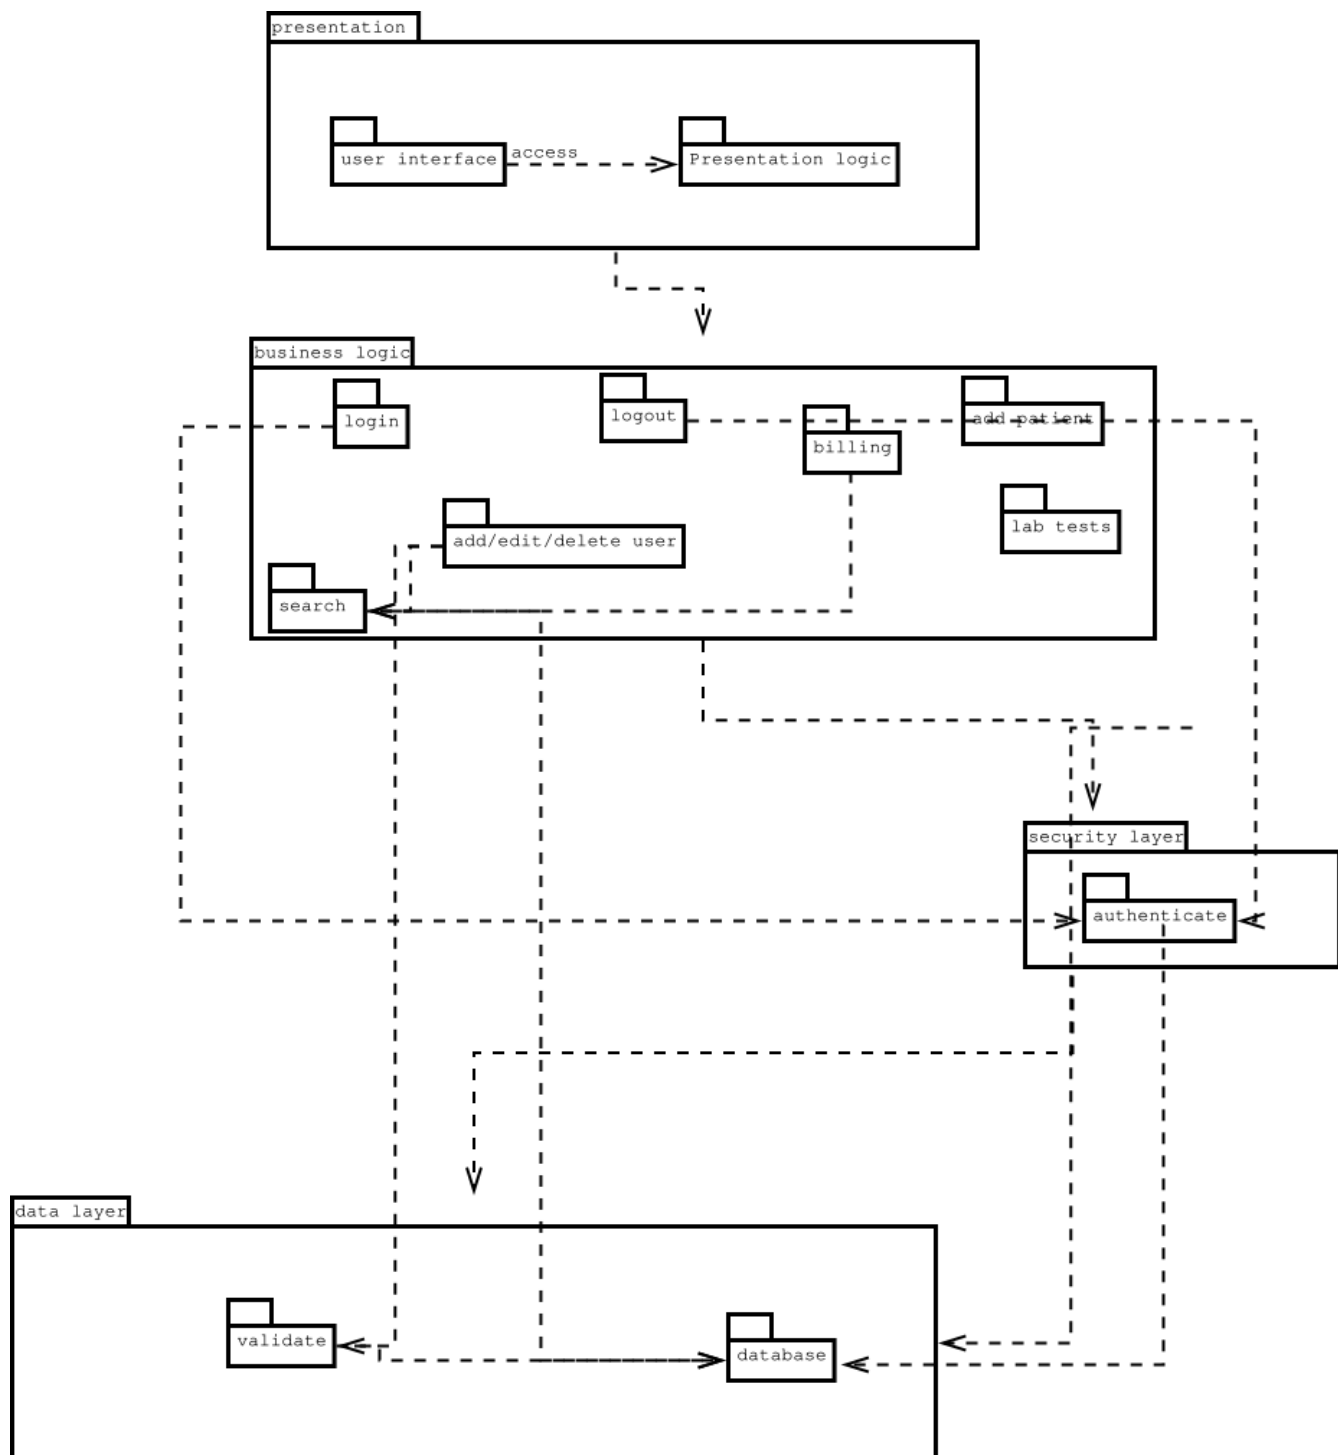 presentation
user interface
access
Presentation logic
business logic
login
logout
add patient
billing
lab tests
add/edit/delete user
search
security layer
authenticate
data layer
validate
database